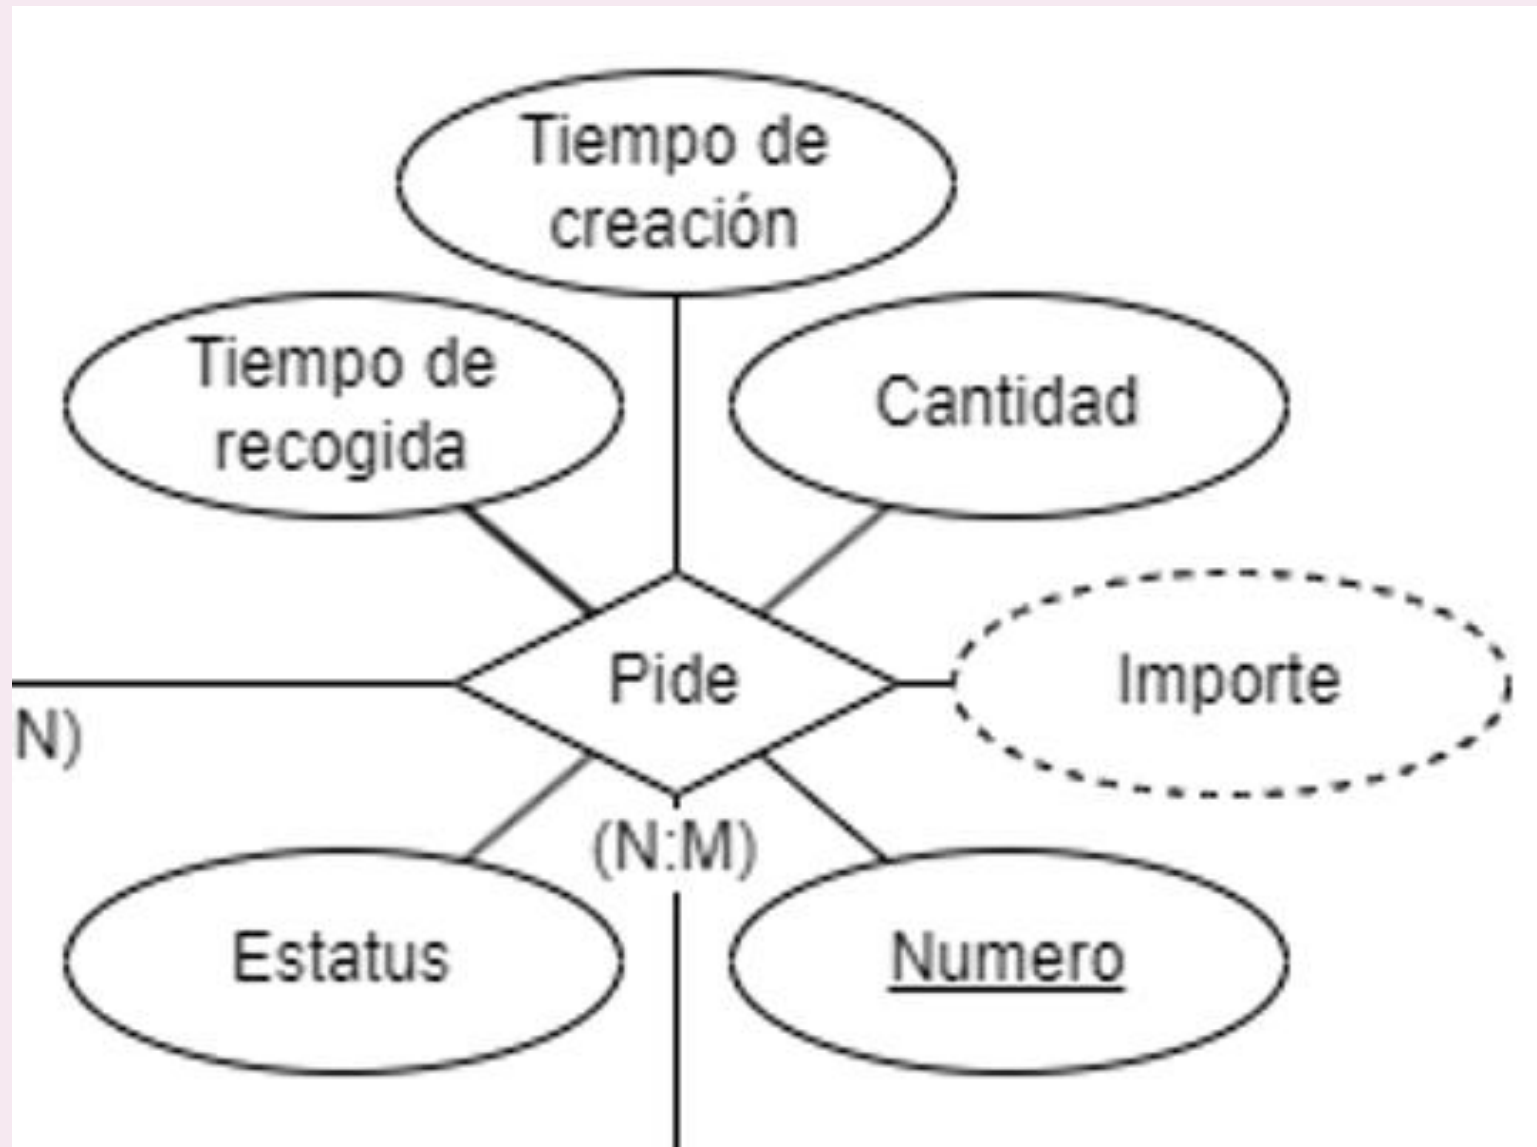 Tiempo de
creación
Tiempo de
recogida
Cantidad
Pide
Importe
N)
(N:M)
Estatus
Numero